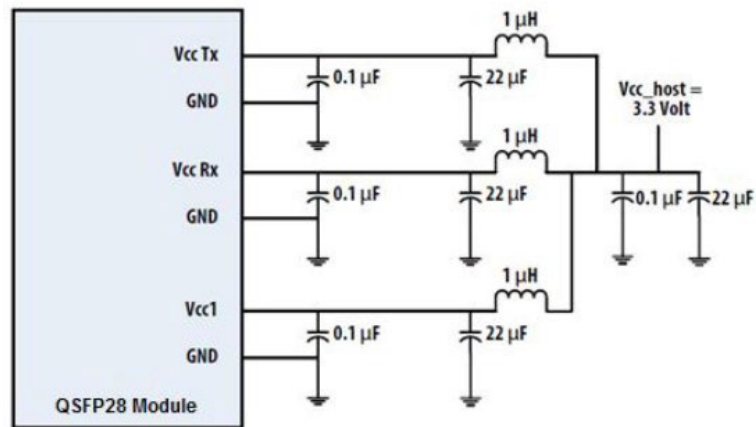 1 µH
Vcc Tx
0.1 µF
22 µF
GND
Vcc_host =
3.3 Volt
1 µH
Vcc Rx
0.1 µF
22 µF
0.1 µF
22 µF
GND
1 µH
Vcc1
0.1 µF
22 µF
GND
QSFP28 Module